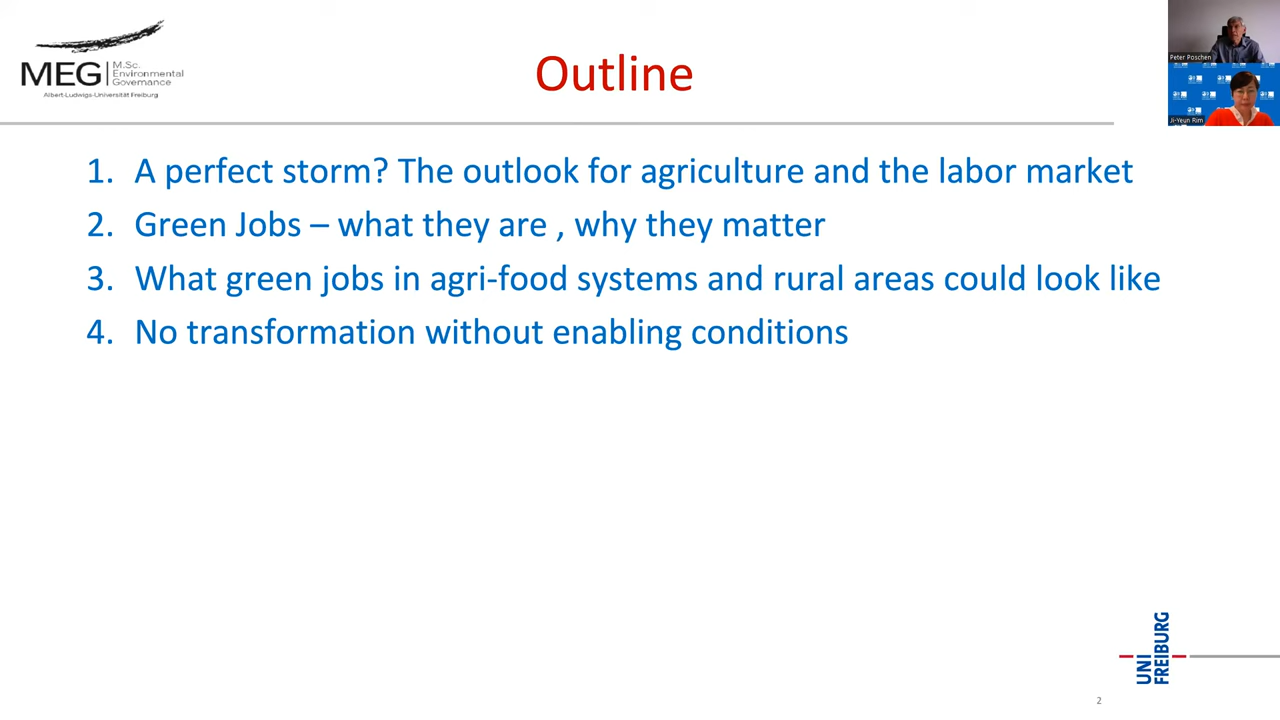 MEG
M.Sc.
Environmental
Governance
Albert-Ludwigs-Universität Freiburg
Outline
Peter Poschen
Ji-Yeun Rim
1. A perfect storm? The outlook for agriculture and the labor market
2. Green Jobs – what they are , why they matter
3. What green jobs in agri-food systems and rural areas could look like
4. No transformation without enabling conditions
UNI
FREIBURG
2